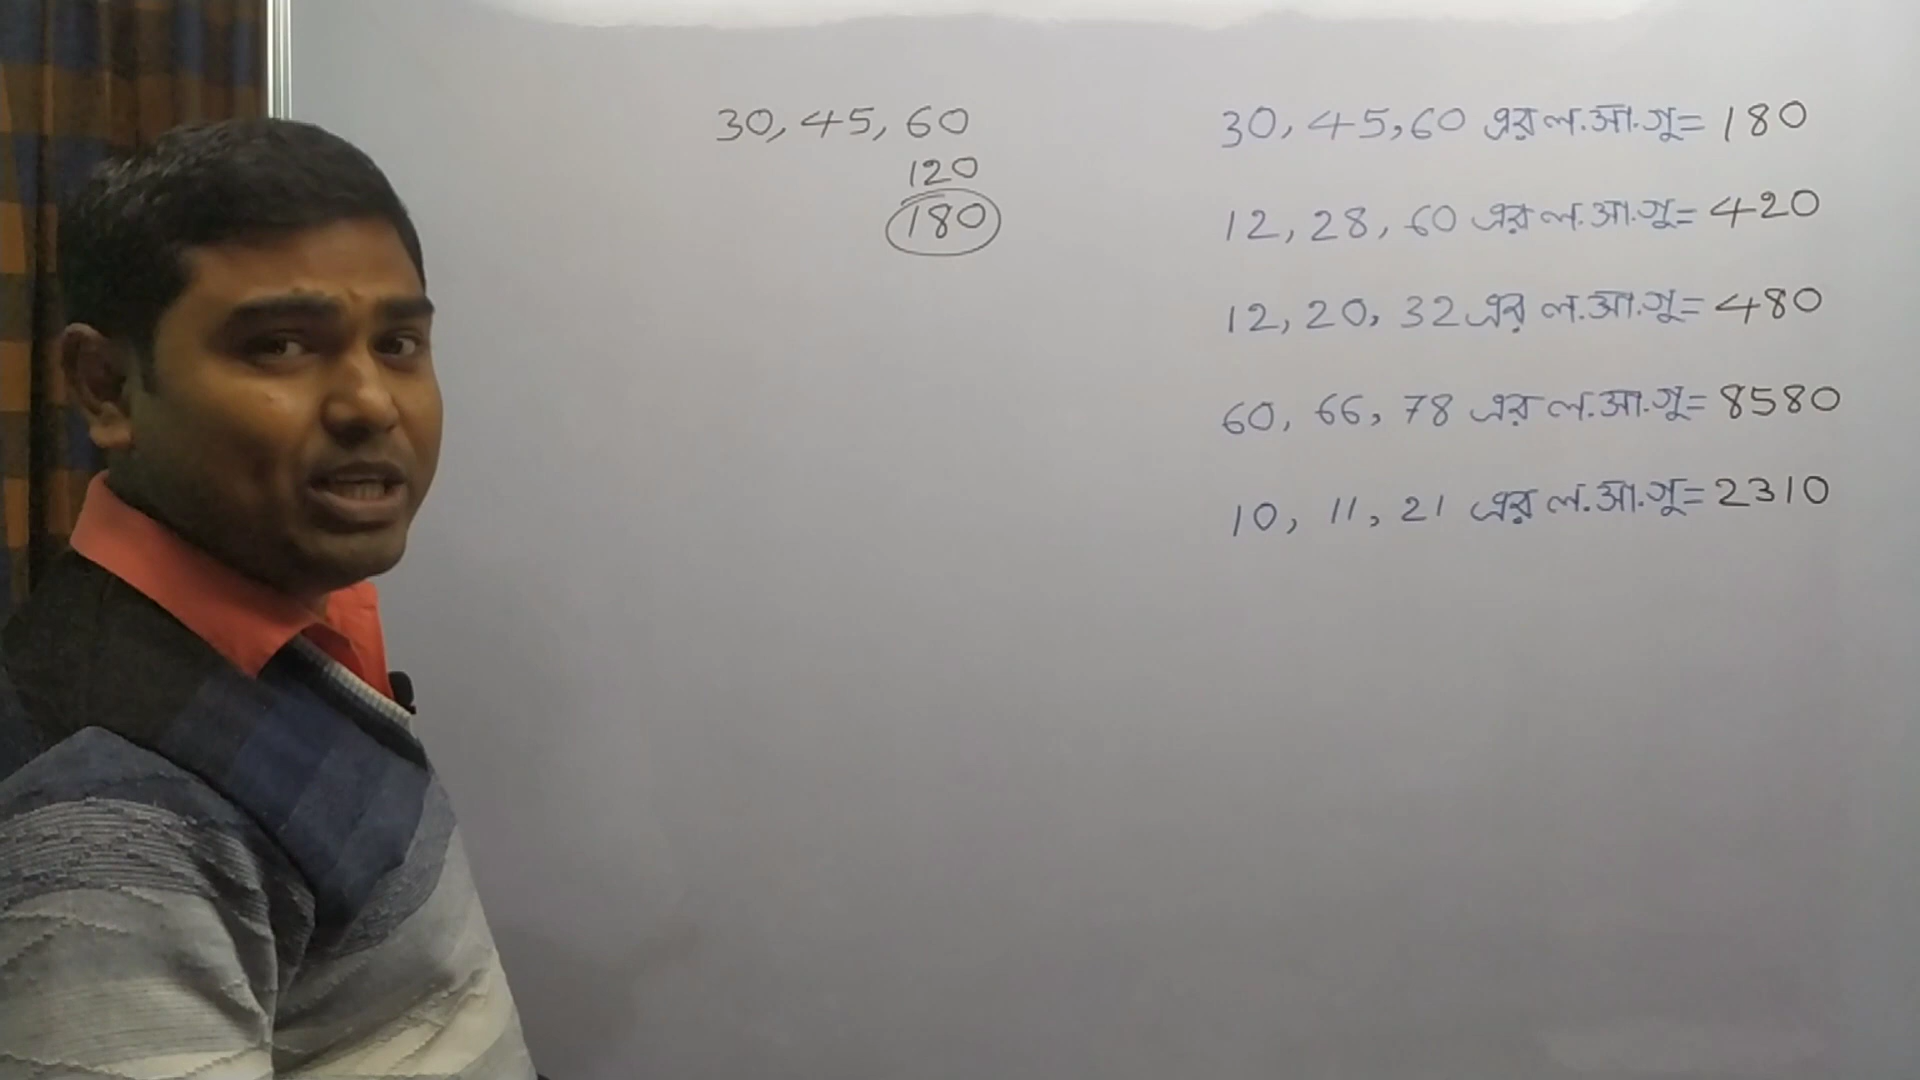 30, 45, 60
120
180
30, 45, 60 এর ল.সা.গু = 180
12, 28, 60 এর ল.সা.গু = 420
12, 20, 32 এর ল.সা.গু = 480
60, 66, 78 এর ল.সা.গু = 8580
10, 11, 21 এর ল.সা.গু = 2310